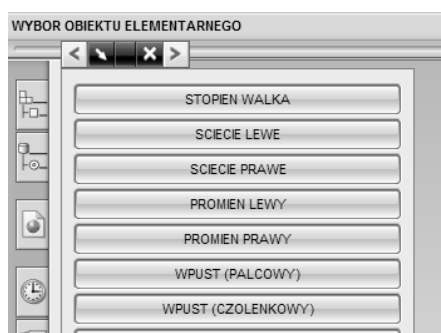 WYBOR OBIEKTU ELEMENTARNEGO
STOPIEN WALKA
SCIECIE LEWE
SCIECIE PRAWE
PROMIEN LEWY
PROMIEN PRAWY
WPUST (PALCOWY)
WPUST (CZOLENKOWY)